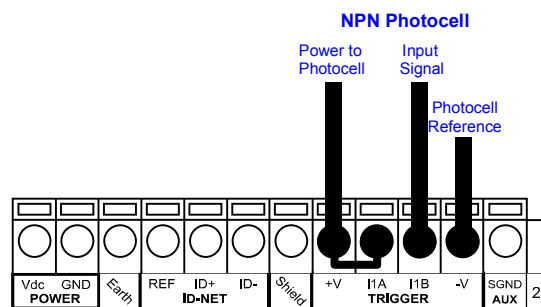 NPN Photocell
Power to
Photocell
Input
Signal
Photocell
Reference
Vdc GND Earth REF ID+ ID- Shield +V I1A I1B -V SGND
POWER ID-NET TRIGGER AUX 2